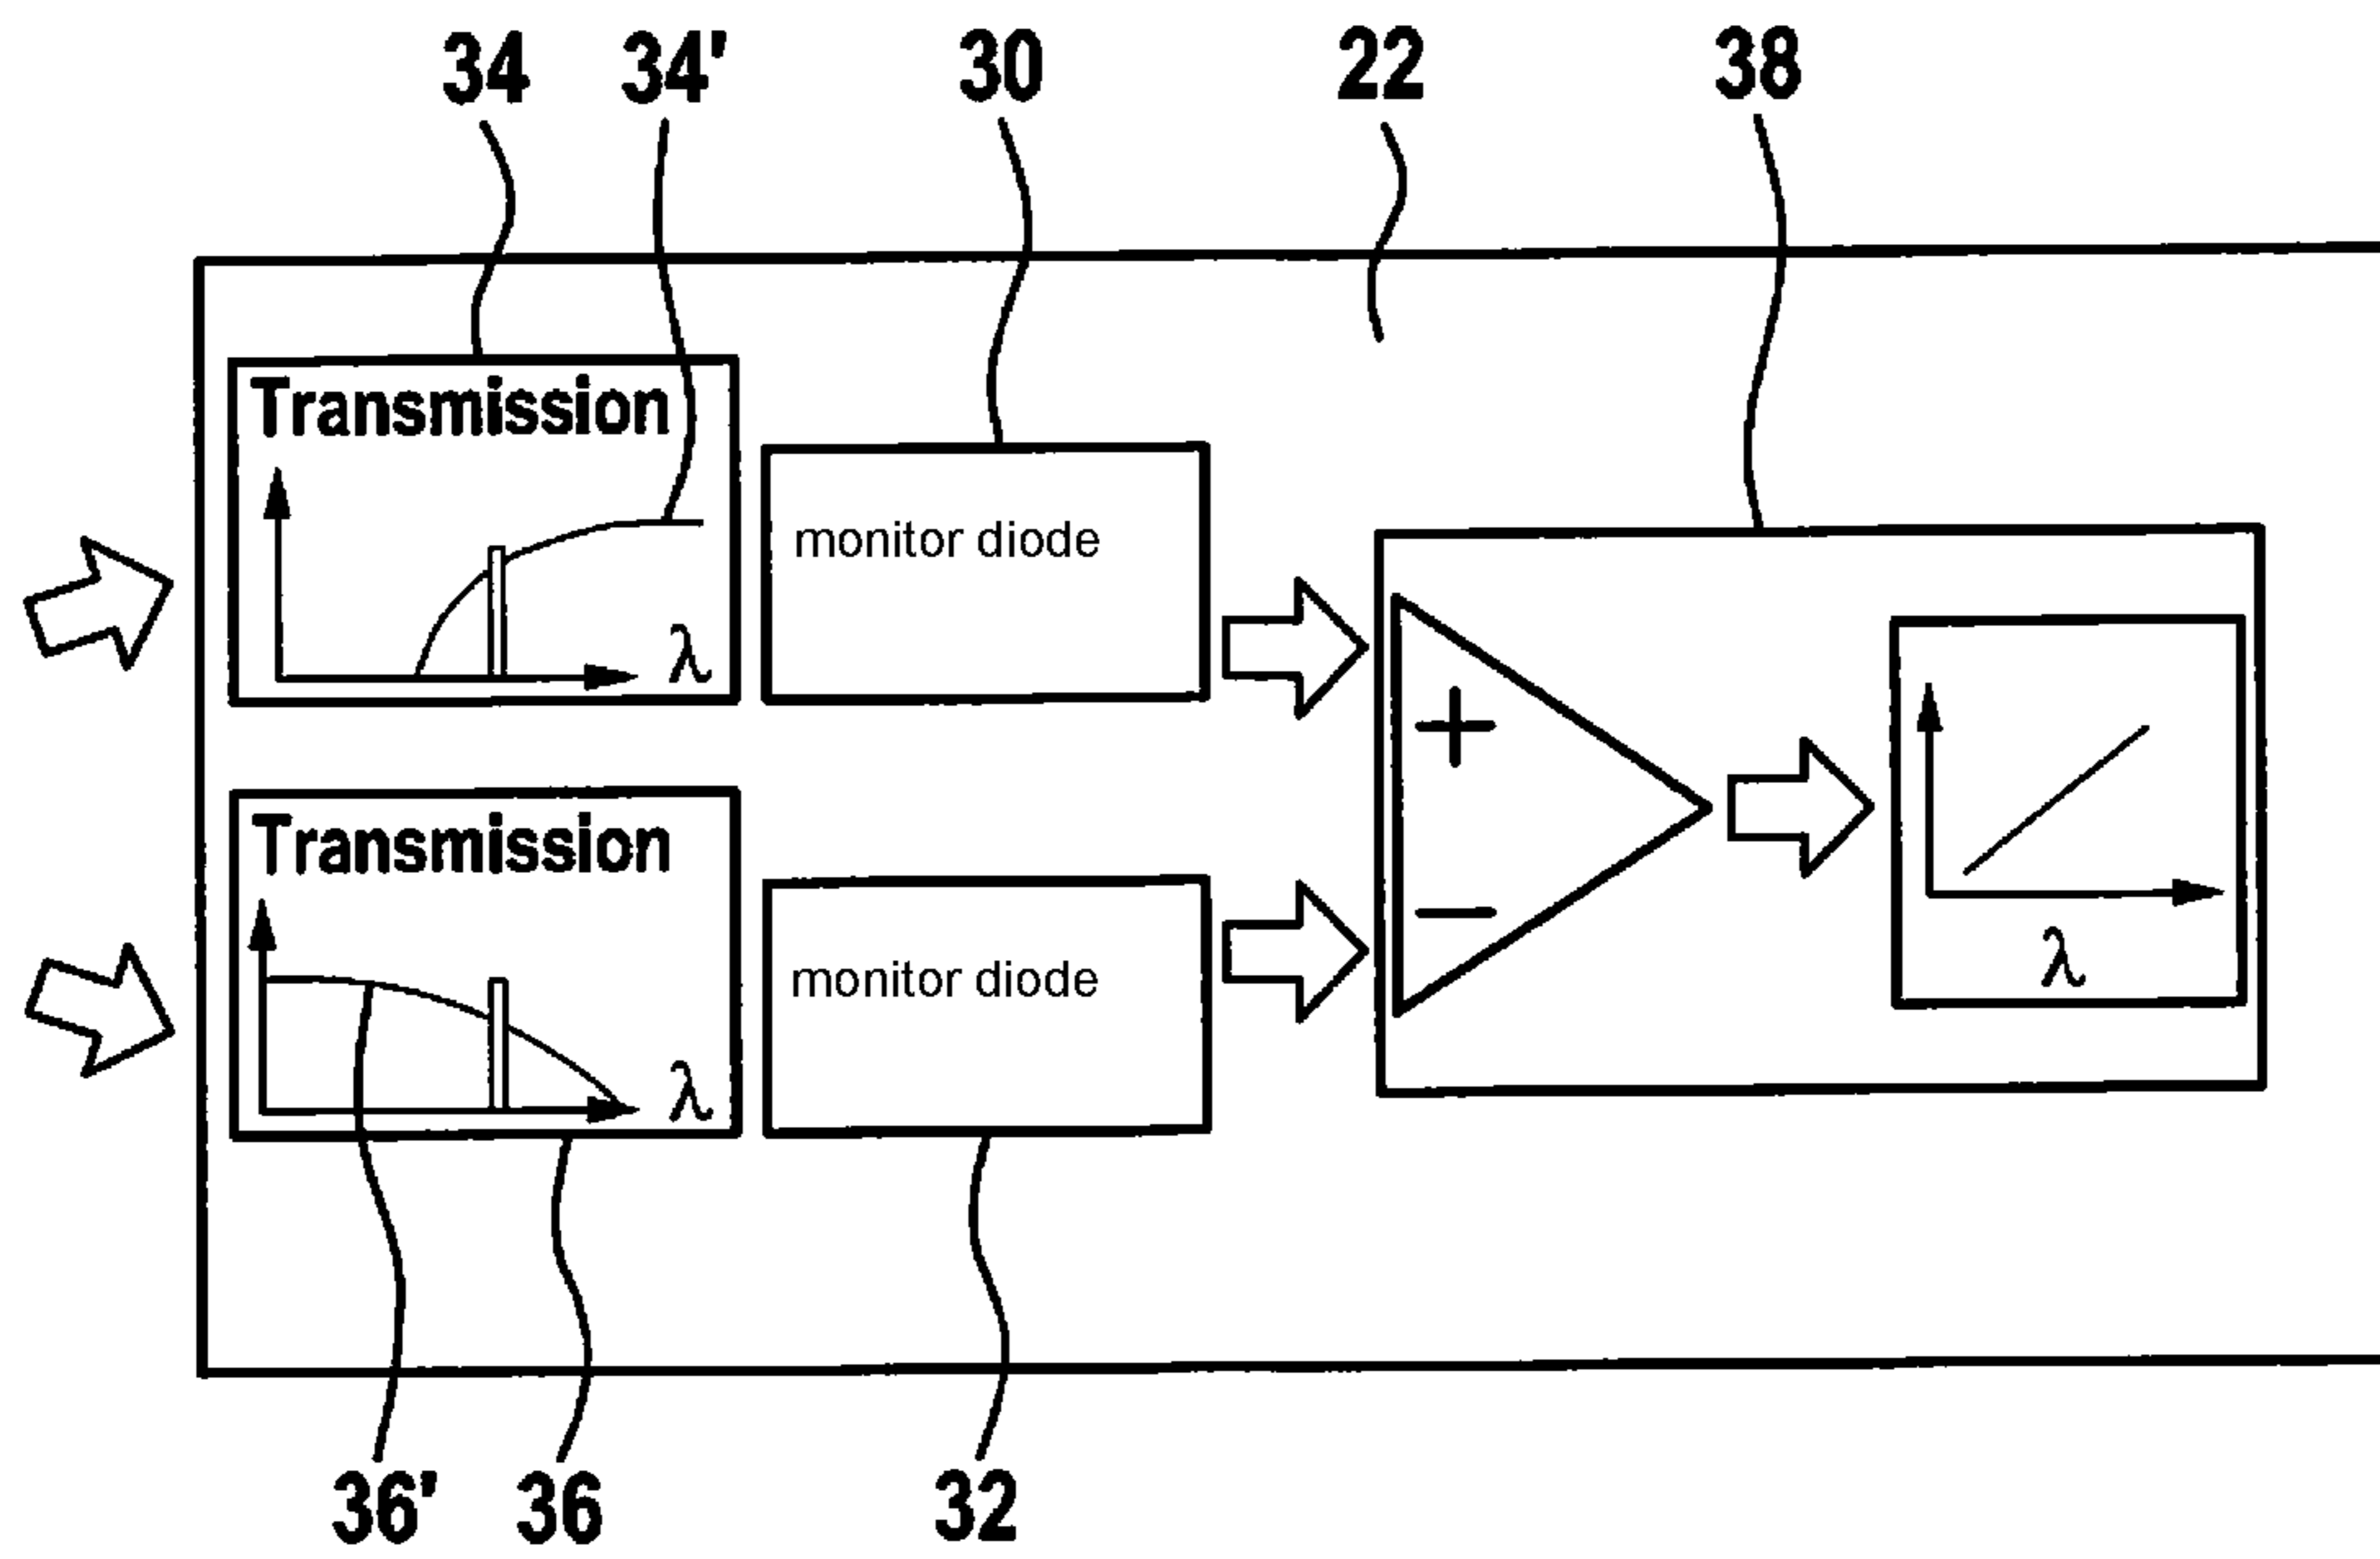 34 34' 30 22 38
Transmission
monitor diode
λ
+
Transmission
−
monitor diode
λ
λ
36' 36 32